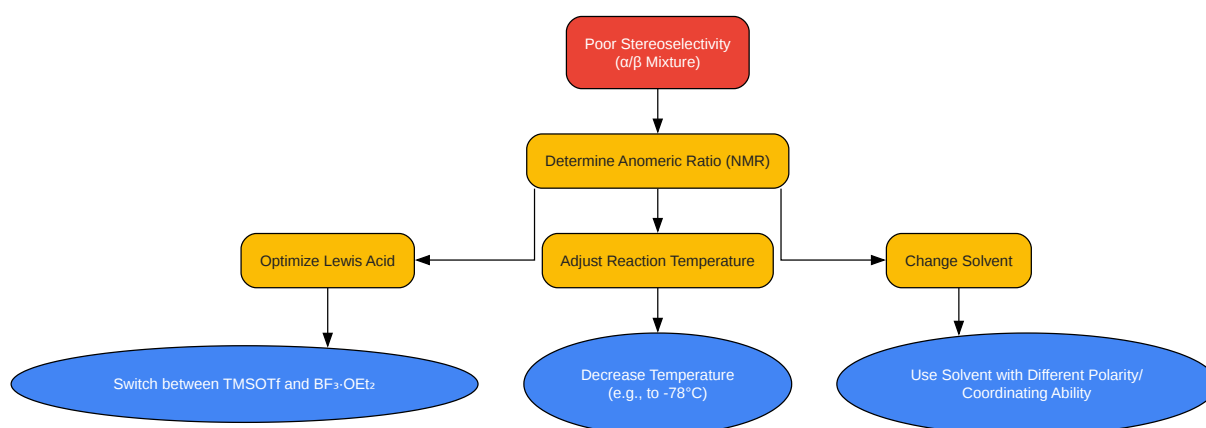 Poor Stereoselectivity
(α/β Mixture)
Determine Anomeric Ratio (NMR)
Optimize Lewis Acid
Adjust Reaction Temperature
Change Solvent
Switch between TMSOTf and BF₃·OEt₂
Decrease Temperature
(e.g., to -78°C)
Use Solvent with Different Polarity/
Coordinating Ability